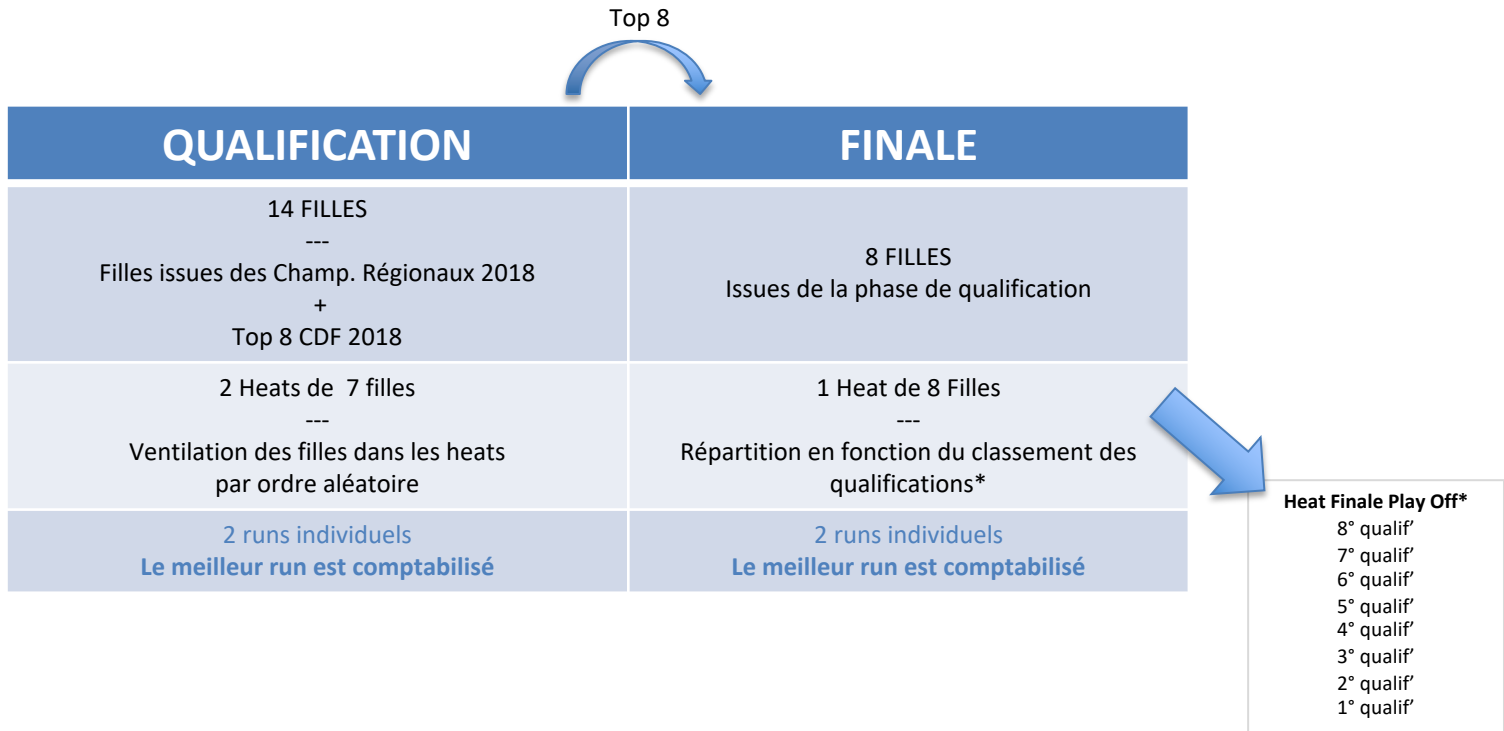 Top 8
QUALIFICATION
FINALE
14 FILLES
---
Filles issues des Champ. Régionaux 2018
+
Top 8 CDF 2018
8 FILLES
Issues de la phase de qualification
2 Heats de 7 filles
---
Ventilation des filles dans les heats
par ordre aléatoire
1 Heat de 8 Filles
---
Répartition en fonction du classement des
qualifications*
2 runs individuels
Le meilleur run est comptabilisé
2 runs individuels
Le meilleur run est comptabilisé
Heat Finale Play Off*
8° qualif’
7° qualif’
6° qualif’
5° qualif’
4° qualif’
3° qualif’
2° qualif’
1° qualif’